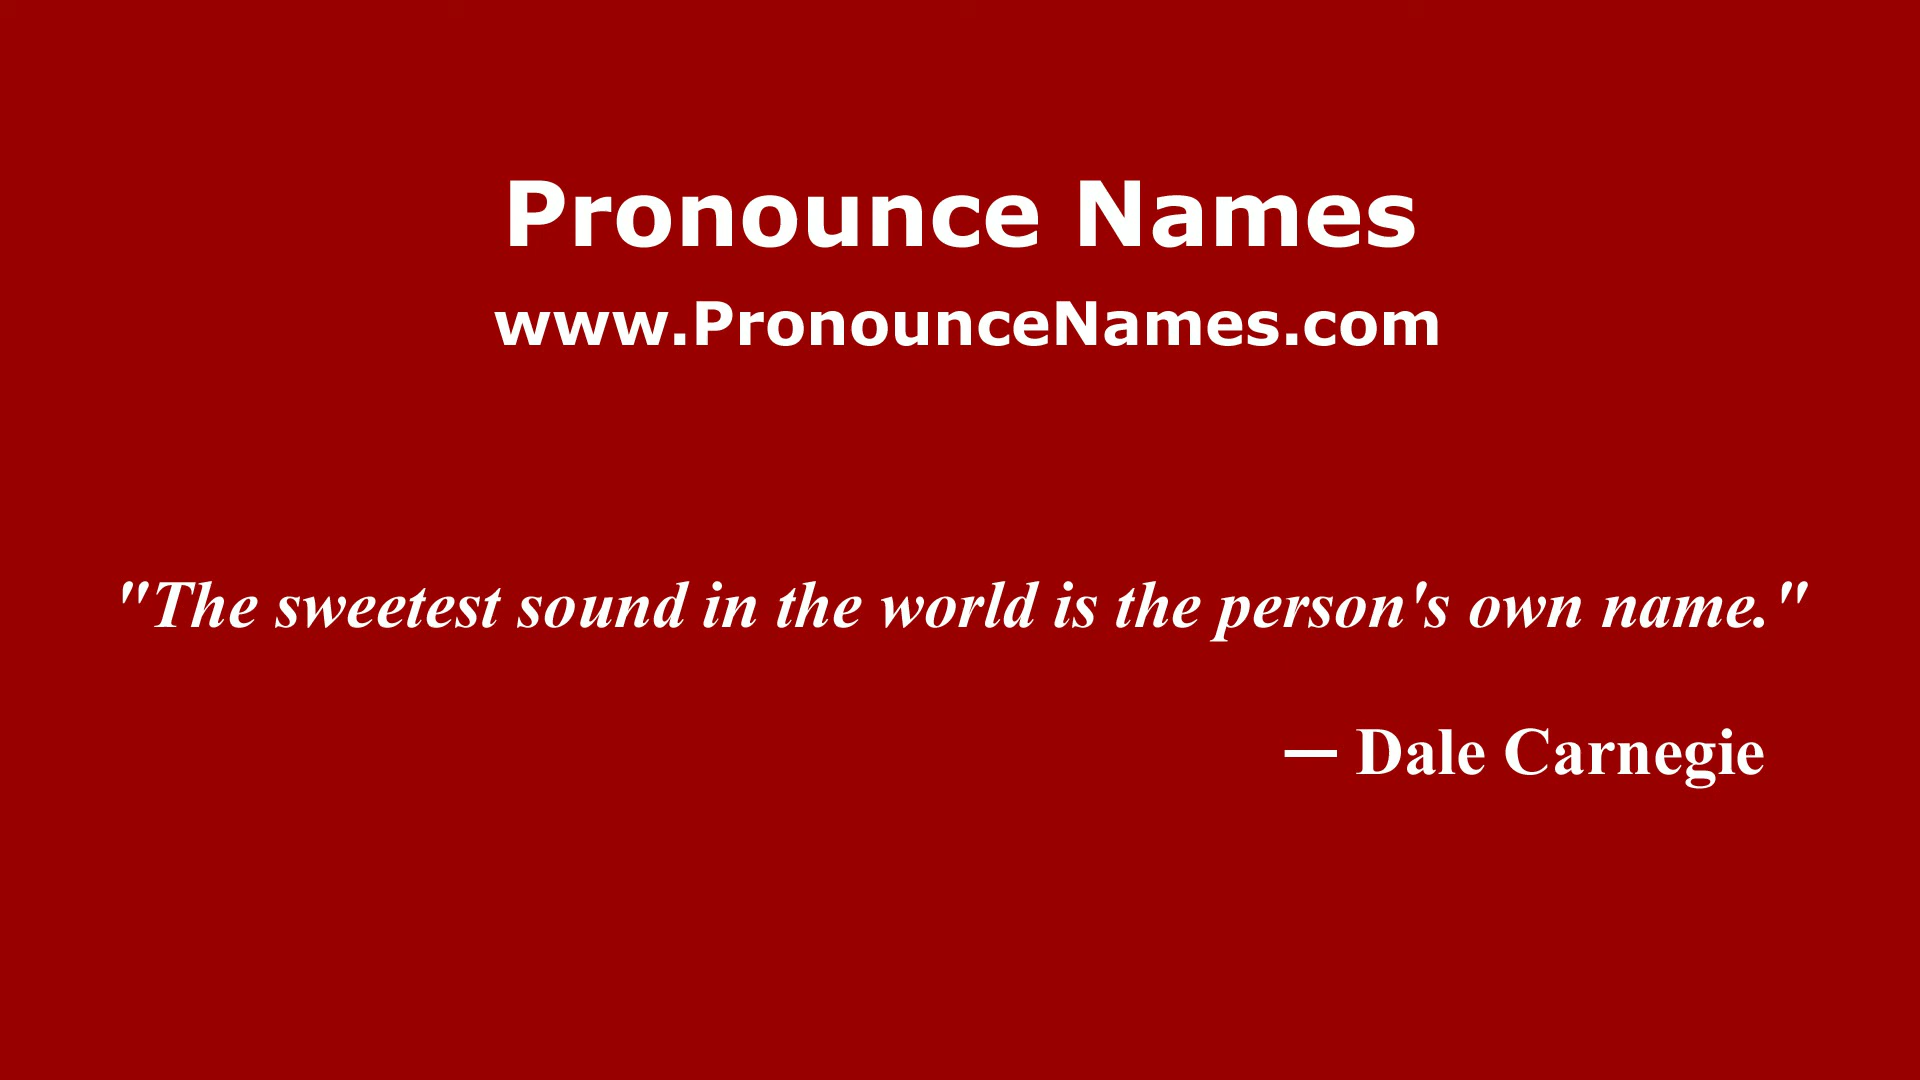 Pronounce Names
www.PronounceNames.com
"The sweetest sound in the world is the person's own name."
— Dale Carnegie